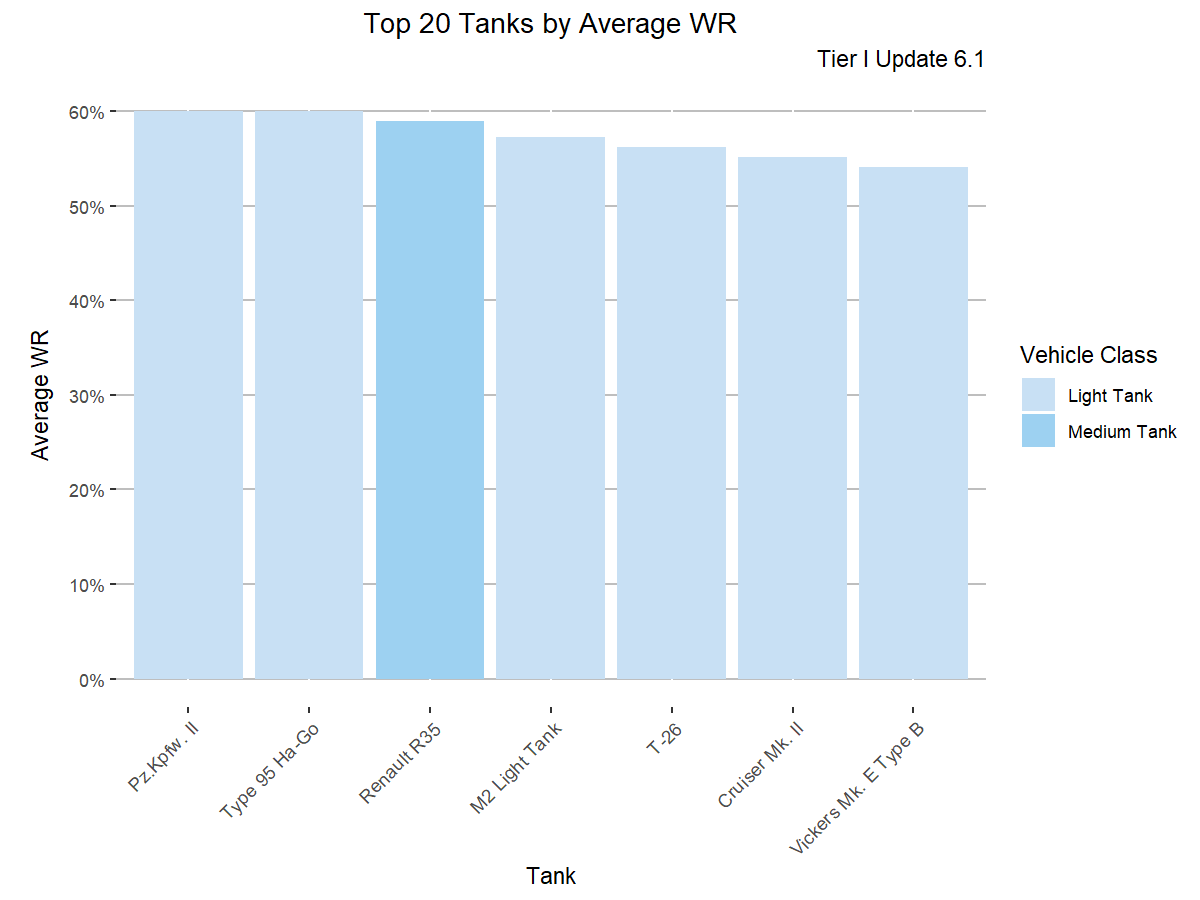 Top 20 Tanks by Average WR
Tier I Update 6.1
60%
50%
40%
30%
20%
10%
0%
Average WR
Pz.Kpfw. II
Type 95 Ha-Go
Renault R35
M2 Light Tank
T-26
Cruiser Mk. II
Vickers Mk. E Type B
Tank
Vehicle Class
Light Tank
Medium Tank